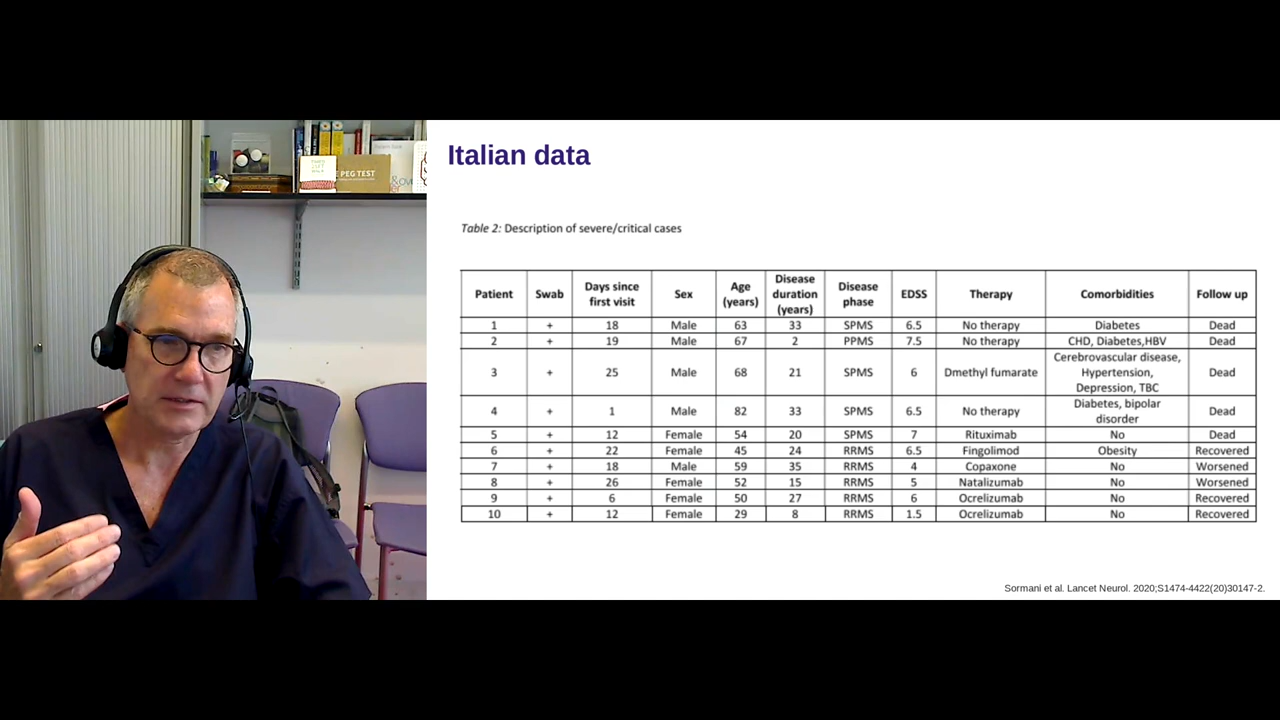 PEG TEST
Italian data
Table 2: Description of severe/critical cases
Patient Swab Days since first visit Sex Age (years) Disease duration (years) Disease phase EDSS Therapy Comorbidities Follow up
1 + 18 Male 63 33 SPMS 6.5 No therapy Diabetes Dead
2 + 19 Male 67 2 PPMS 7.5 No therapy CHD, Diabetes,HBV Dead
3 + 25 Male 68 21 SPMS 6 Dmethyl fumarate Cerebrovascular disease, Hypertension, Depression, TBC Dead
4 + 1 Male 82 33 SPMS 6.5 No therapy Diabetes, bipolar disorder Dead
5 + 12 Female 54 20 SPMS 7 Rituximab No Dead
6 + 22 Female 45 24 RRMS 6.5 Fingolimod Obesity Recovered
7 + 18 Male 59 35 RRMS 4 Copaxone No Worsened
8 + 26 Female 52 15 RRMS 5 Natalizumab No Worsened
9 + 6 Female 50 27 RRMS 6 Ocrelizumab No Recovered
10 + 12 Female 29 8 RRMS 1.5 Ocrelizumab No Recovered
Sormani et al. Lancet Neurol. 2020;S1474-4422(20)30147-2.